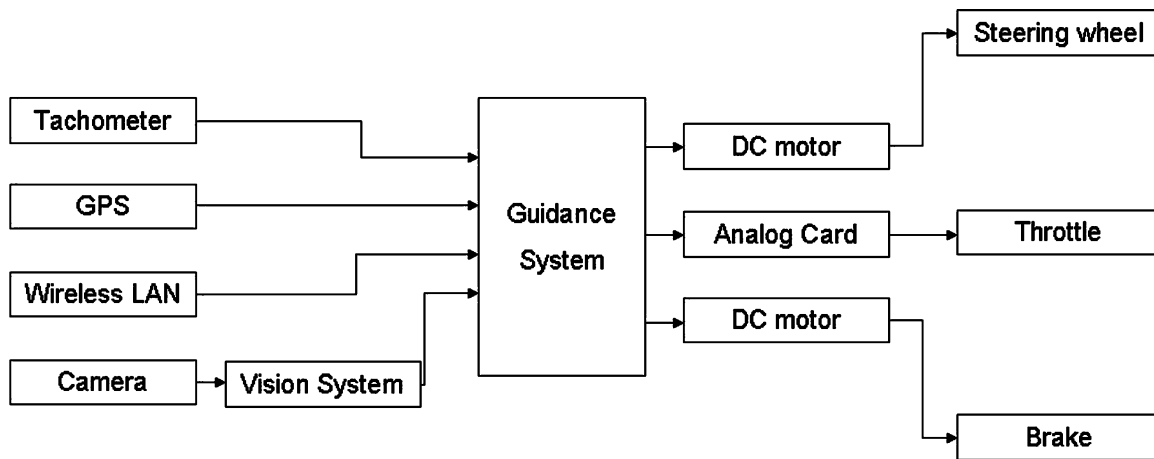 Steering wheel
Tachometer
DC motor
GPS
Guidance
System
Analog Card
Throttle
Wireless LAN
DC motor
Camera
Vision System
Brake